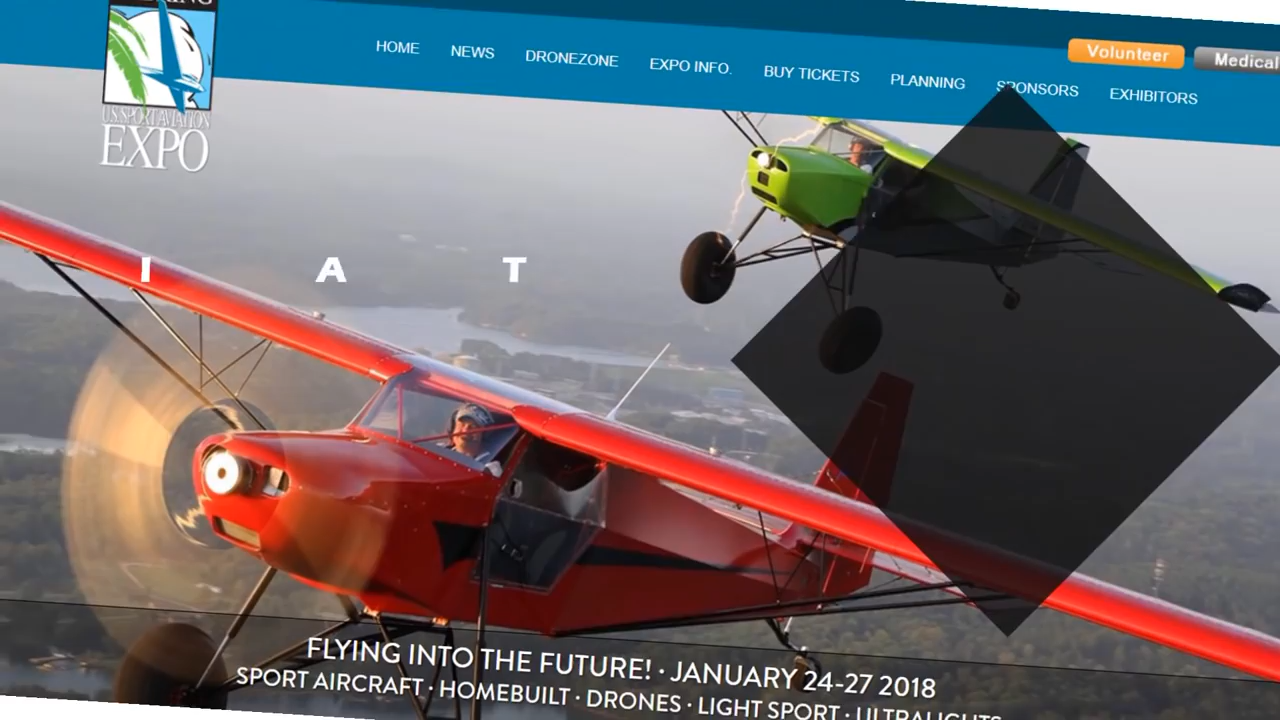 Volunteer Medical
HOME NEWS DRONEZONE EXPO INFO. BUY TICKETS PLANNING SPONSORS EXHIBITORS
U.S. SPORT AVIATION
EXPO
I A T
FLYING INTO THE FUTURE! · JANUARY 24-27 2018
SPORT AIRCRAFT · HOMEBUILT · DRONES · LIGHT SPORT · ULTRALIGHTS